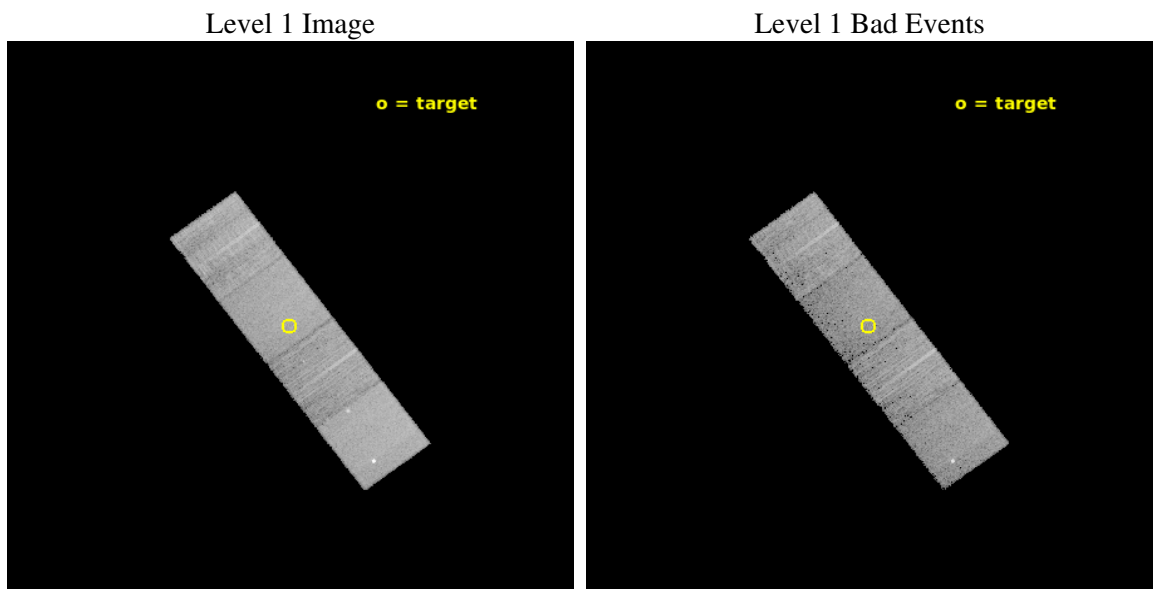 Level 1 Image
Level 1 Bad Events
o = target
o = target